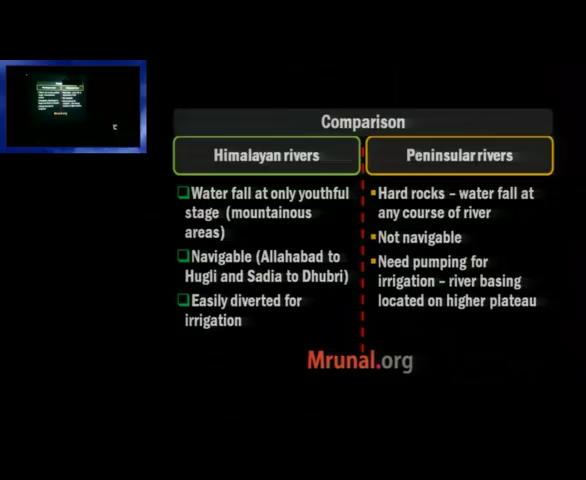 Comparison
Himalayan rivers
Peninsular rivers
Water fall at only youthful
stage (mountainous
areas)
Navigable (Allahabad to
Hugli and Sadia to Dhubri)
Easily diverted for
irrigation
Hard rocks – water fall at
any course of river
Not navigable
Need pumping for
irrigation – river basing
located on higher plateau
Mrunal.org